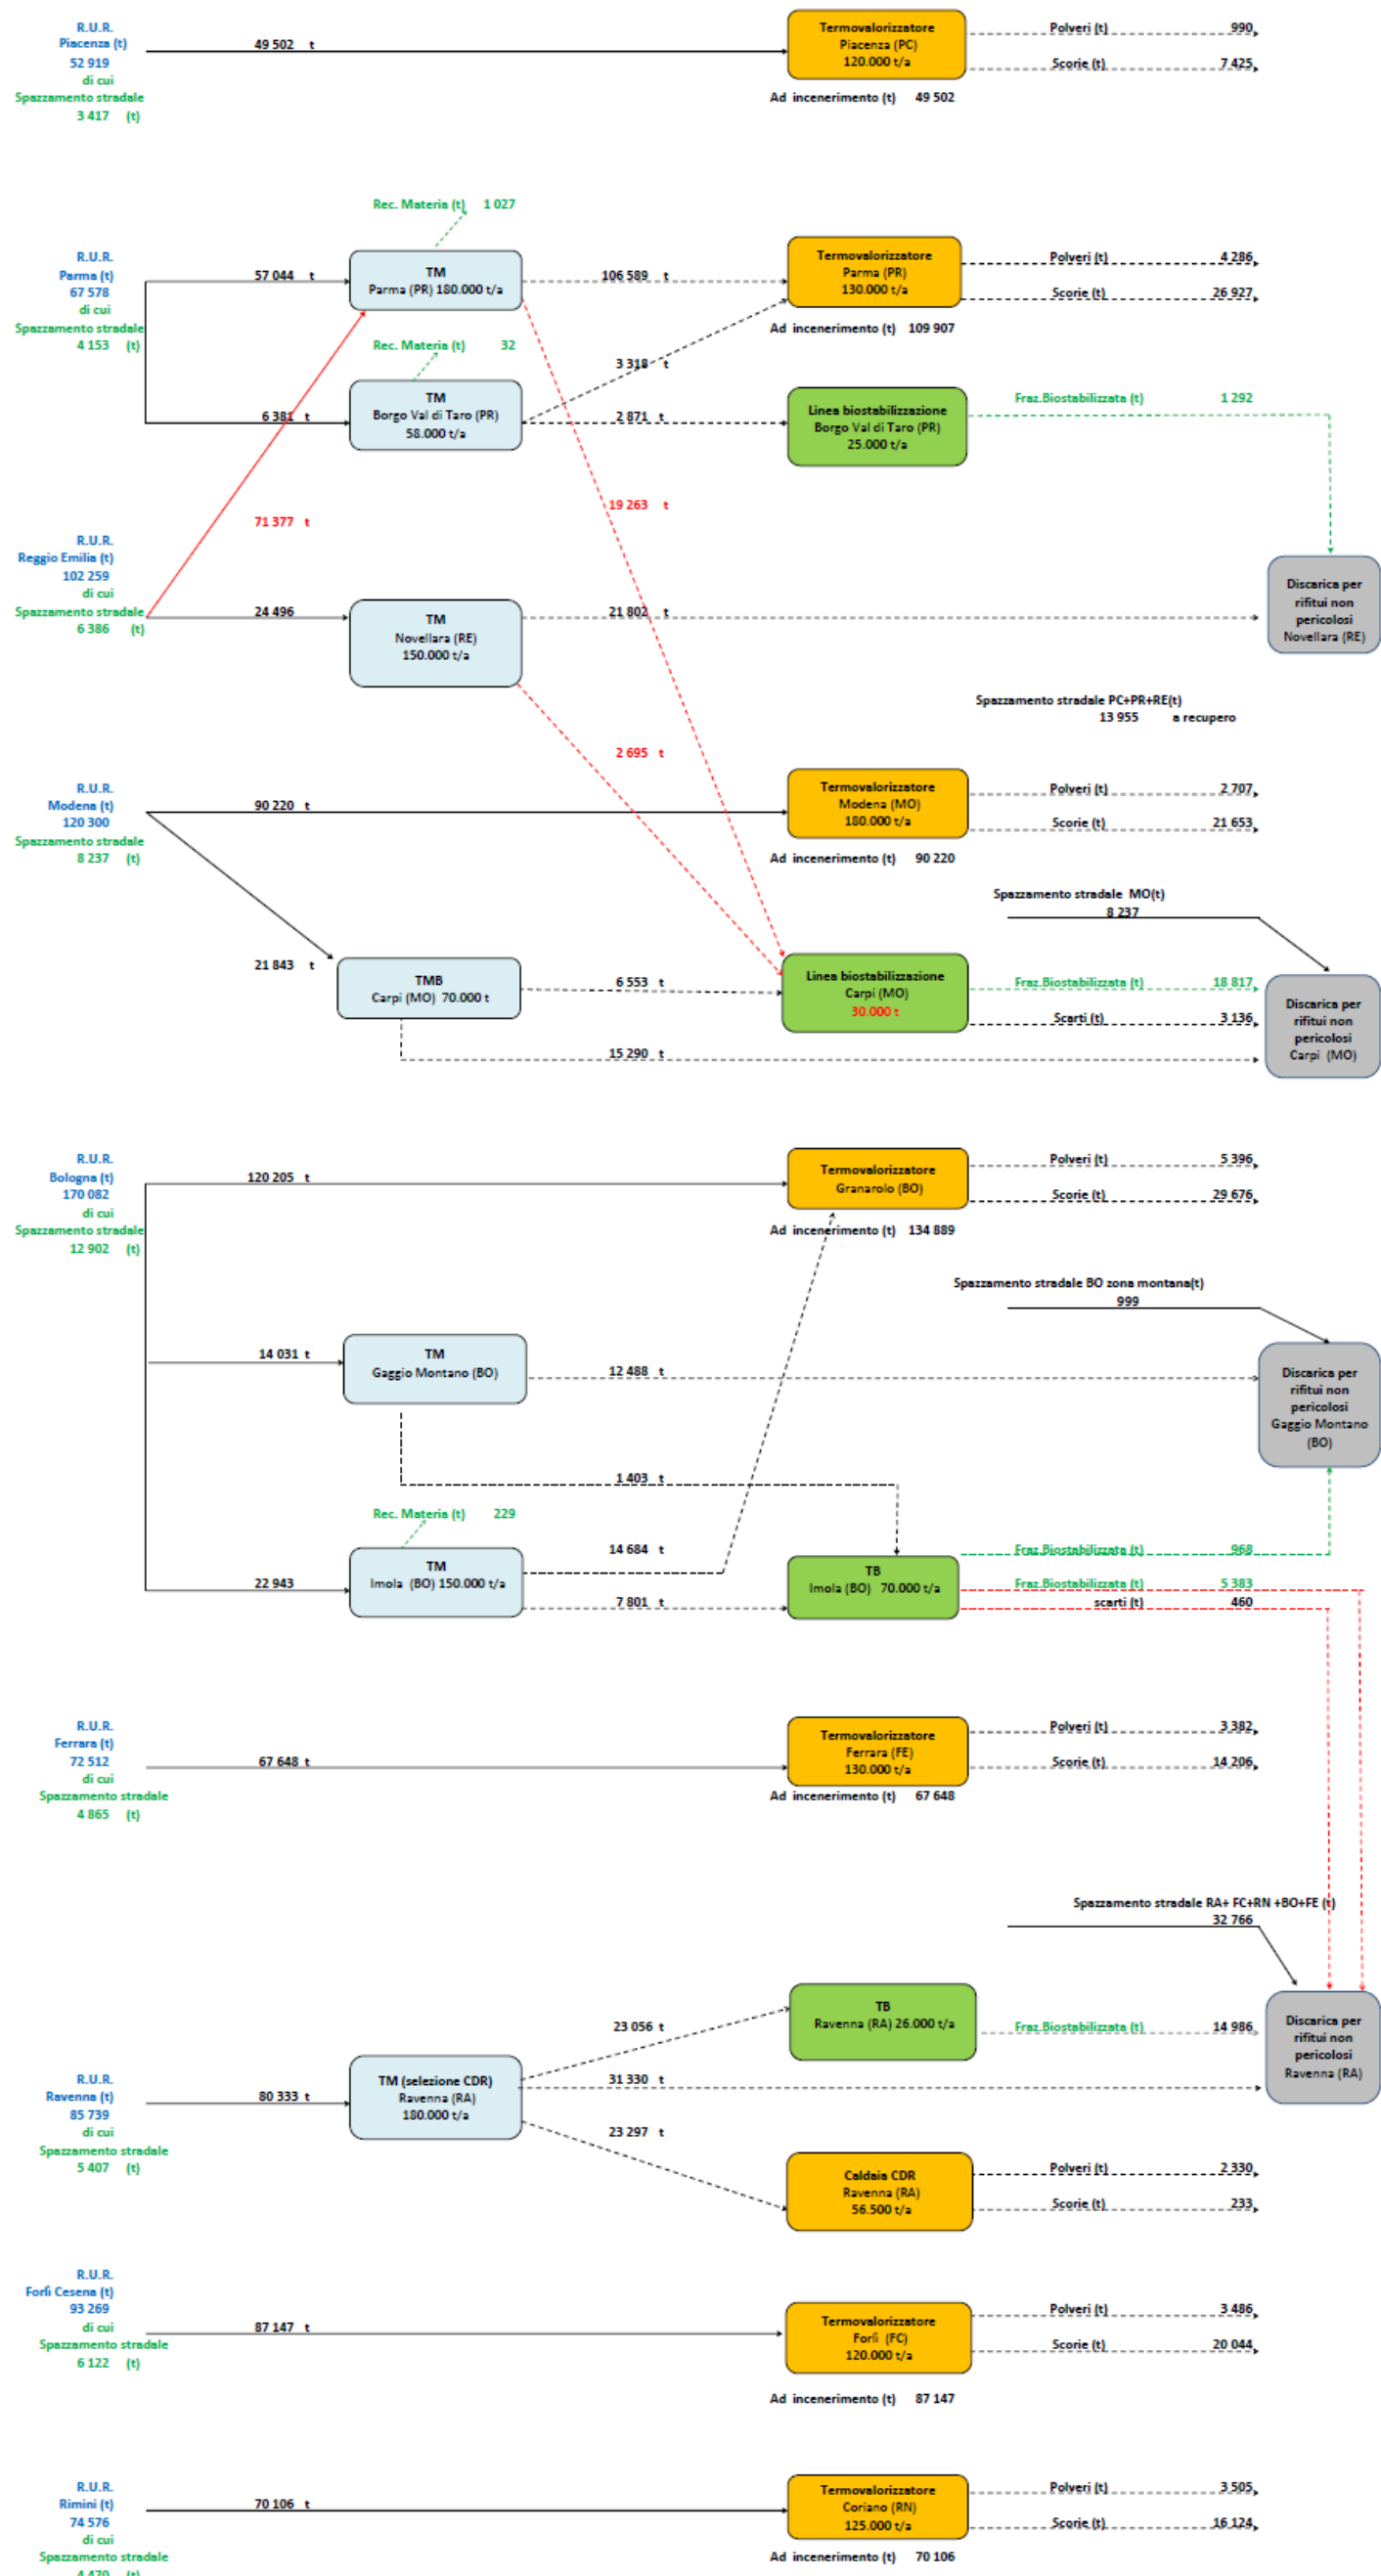 R.U.R.
Piacenza (t)
52 919
di cui
Spazzamento stradale
3 417 (t)
49 502 t
Termovalorizzatore
Piacenza (PC)
120.000 t/a
Ad incenerimento (t) 49 502
Polveri (t) 990
Scorie (t) 7 425
R.U.R.
Parma (t)
67 578
di cui
Spazzamento stradale
4 153 (t)
57 044 t
6 381 t
Rec. Materia (t) 1 027
TM
Parma (PR) 180.000 t/a
Rec. Materia (t) 32
TM
Borgo Val di Taro (PR)
58.000 t/a
106 589 t
3 318 t
2 871 t
Termovalorizzatore
Parma (PR)
130.000 t/a
Ad incenerimento (t) 109 907
Polveri (t) 4 286
Scorie (t) 26 927
Linea biostabilizzazione
Borgo Val di Taro (PR)
25.000 t/a
Fraz.Biostabilizzata (t) 1 292
71 377 t
19 263 t
R.U.R.
Reggio Emilia (t)
102 259
di cui
Spazzamento stradale
6 386 (t)
24 496
TM
Novellara (RE)
150.000 t/a
21 802 t
Discarica per
rifitui non
pericolosi
Novellara (RE)
Spazzamento stradale PC+PR+RE(t)
13 955 a recupero
2 695 t
R.U.R.
Modena (t)
120 300
Spazzamento stradale
8 237 (t)
90 220 t
Termovalorizzatore
Modena (MO)
180.000 t/a
Ad incenerimento (t) 90 220
Polveri (t) 2 707
Scorie (t) 21 653
Spazzamento stradale MO(t)
8 237
21 843 t
TMB
Carpi (MO) 70.000 t
6 553 t
15 290 t
Linea biostabilizzazione
Carpi (MO)
30.000 t
Fraz.Biostabilizzata (t) 18 817
Scarti (t) 3 136
Discarica per
rifitui non
pericolosi
Carpi (MO)
R.U.R.
Bologna (t)
170 082
di cui
Spazzamento stradale
12 902 (t)
120 205 t
Termovalorizzatore
Granarolo (BO)
Ad incenerimento (t) 134 889
Polveri (t) 5 396
Scorie (t) 29 676
Spazzamento stradale BO zona montana(t)
999
14 031 t
TM
Gaggio Montano (BO)
12 488 t
Discarica per
rifitui non
pericolosi
Gaggio Montano
(BO)
1 403 t
Rec. Materia (t) 229
22 943
TM
Imola (BO) 150.000 t/a
14 684 t
7 801 t
TB
Imola (BO) 70.000 t/a
Fraz.Biostabilizzata (t) 968
Fraz.Biostabilizzata (t) 5 383
scarti (t) 460
R.U.R.
Ferrara (t)
72 512
di cui
Spazzamento stradale
4 865 (t)
67 648 t
Termovalorizzatore
Ferrara (FE)
130.000 t/a
Ad incenerimento (t) 67 648
Polveri (t) 3 382
Scorie (t) 14 206
Spazzamento stradale RA+ FC+RN +BO+FE (t)
32 766
R.U.R.
Ravenna (t)
85 739
di cui
Spazzamento stradale
5 407 (t)
80 333 t
TM (selezione CDR)
Ravenna (RA)
180.000 t/a
23 056 t
31 330 t
23 297 t
TB
Ravenna (RA) 26.000 t/a
Fraz.Biostabilizzata (t) 14 986
Discarica per
rifitui non
pericolosi
Ravenna (RA)
Caldaia CDR
Ravenna (RA)
56.500 t/a
Polveri (t) 2 330
Scorie (t) 233
R.U.R.
Forlì Cesena (t)
93 269
di cui
Spazzamento stradale
6 122 (t)
87 147 t
Termovalorizzatore
Forlì (FC)
120.000 t/a
Ad incenerimento (t) 87 147
Polveri (t) 3 486
Scorie (t) 20 044
R.U.R.
Rimini (t)
74 576
di cui
Spazzamento stradale
4 470 (t)
70 106 t
Termovalorizzatore
Coriano (RN)
125.000 t/a
Ad incenerimento (t) 70 106
Polveri (t) 3 505
Scorie (t) 16 124